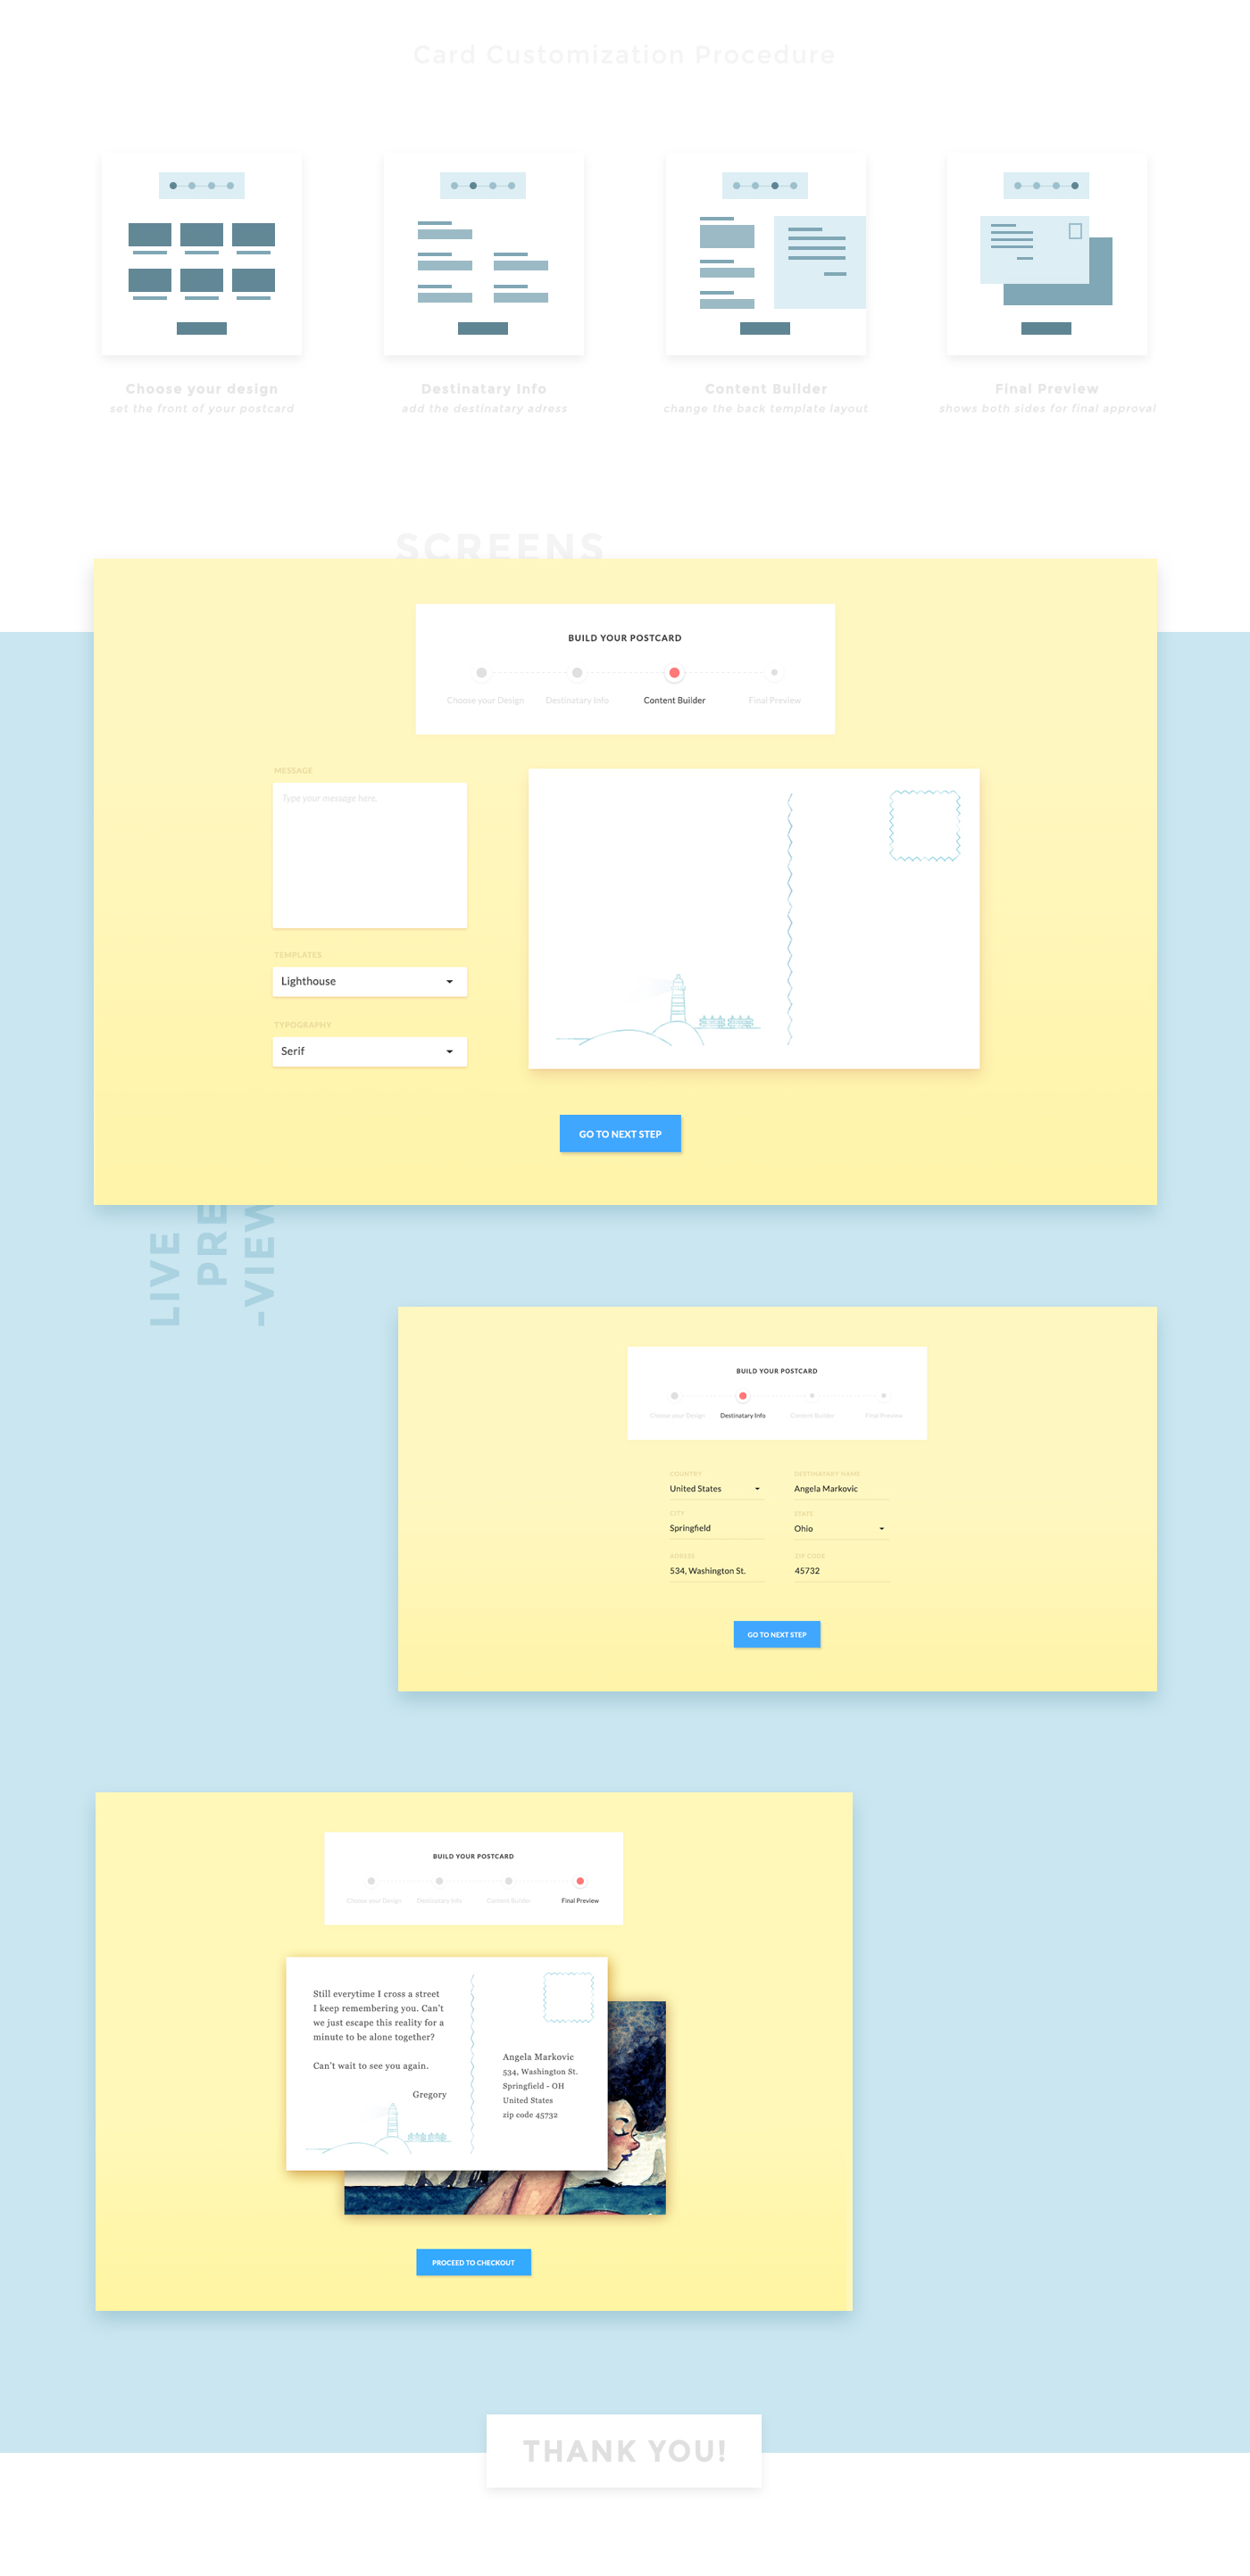 Card Customization Procedure
Choose your design
set the front of your postcard
Destinatary Info
add the destinatary adress
Content Builder
change the back template layout
Final Preview
shows both sides for final approval
SCREENS
BUILD YOUR POSTCARD
Choose your Design
Destinatary Info
Content Builder
Final Preview
MESSAGE
Type your message here.
TEMPLATES
Lighthouse
TYPOGRAPHY
Serif
GO TO NEXT STEP
LIVE
PRE
-VIEW
BUILD YOUR POSTCARD
Choose your Design
Destinatary Info
Content Builder
Final Preview
COUNTRY
United States
DESTINATARY NAME
Angela Markovic
CITY
Springfield
STATE
Ohio
ADRESS
534, Washington St.
ZIP CODE
45732
GO TO NEXT STEP
BUILD YOUR POSTCARD
Choose your Design
Destinatary Info
Content Builder
Final Preview
Still everytime I cross a street
I keep remembering you. Can't
we just escape this reality for a
minute to be alone together?
Can't wait to see you again.
Gregory
Angela Markovic
534, Washington St.
Springfield - OH
United States
zip code 45732
PROCEED TO CHECKOUT
THANK YOU!